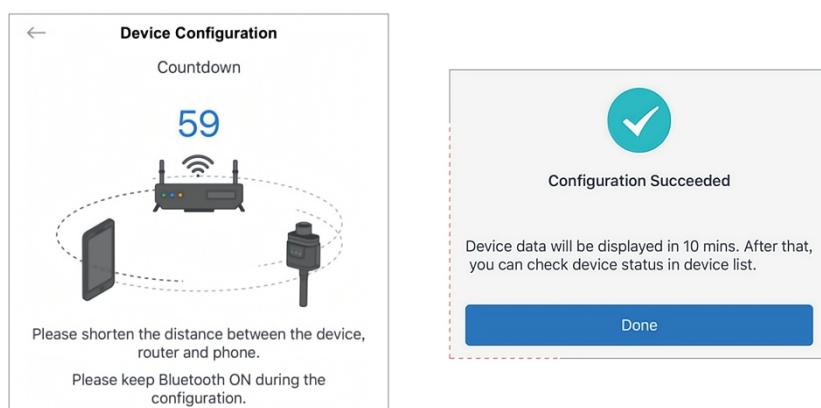 Device Configuration
Countdown
59
Please shorten the distance between the device,
router and phone.
Please keep Bluetooth ON during the
configuration.
Configuration Succeeded
Device data will be displayed in 10 mins. After that,
you can check device status in device list.
Done